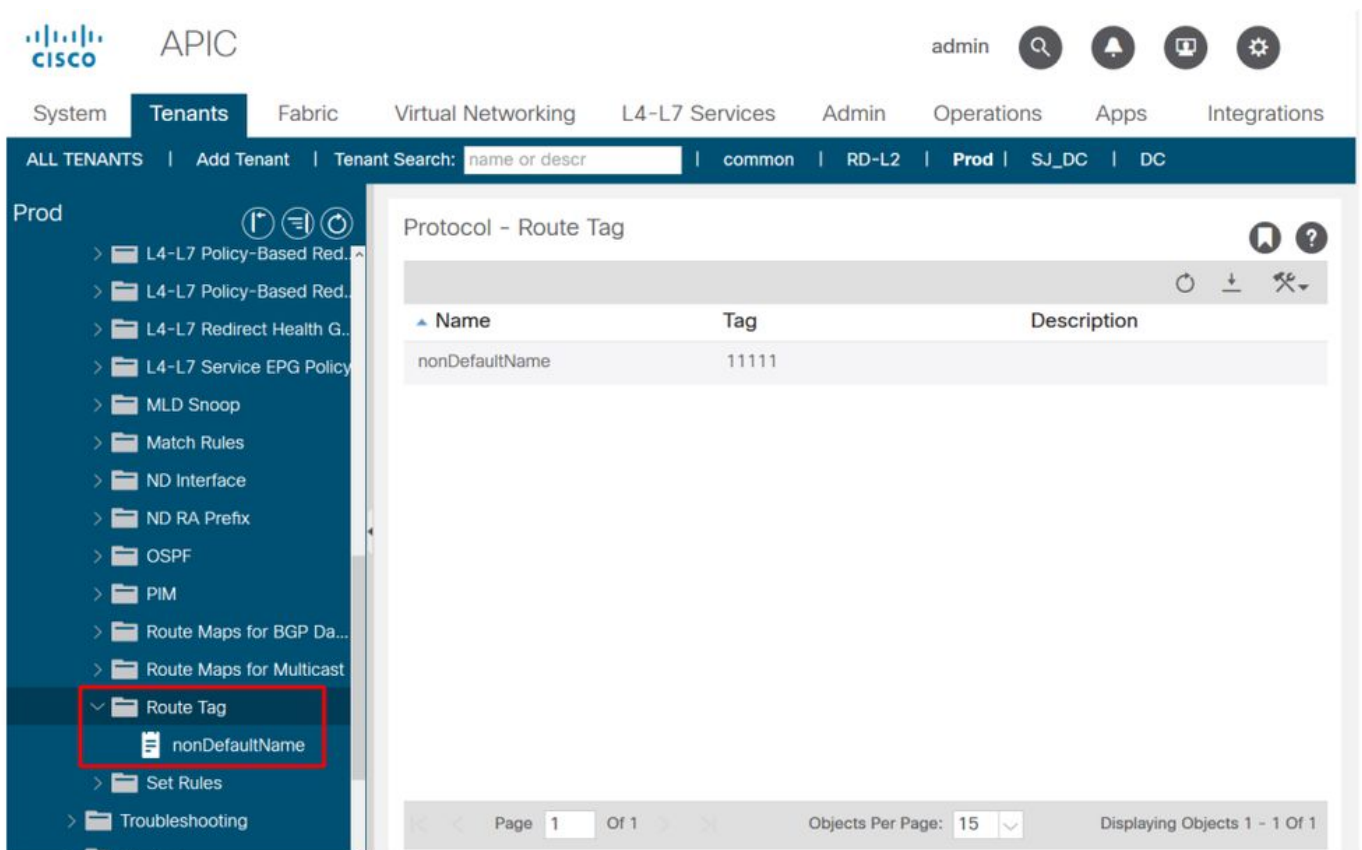 CISCO APIC admin
System Tenants Fabric Virtual Networking L4-L7 Services Admin Operations Apps Integrations
ALL TENANTS | Add Tenant | Tenant Search: name or descr | common | RD-L2 | Prod | SJ_DC | DC
Prod
L4-L7 Policy-Based Red..
L4-L7 Policy-Based Red..
L4-L7 Redirect Health G..
L4-L7 Service EPG Policy
MLD Snoop
Match Rules
ND Interface
ND RA Prefix
OSPF
PIM
Route Maps for BGP Da...
Route Maps for Multicast
Route Tag
nonDefaultName
Set Rules
Troubleshooting
Protocol - Route Tag
Name Tag Description
nonDefaultName 11111
Page 1 Of 1 Objects Per Page: 15 Displaying Objects 1 - 1 Of 1